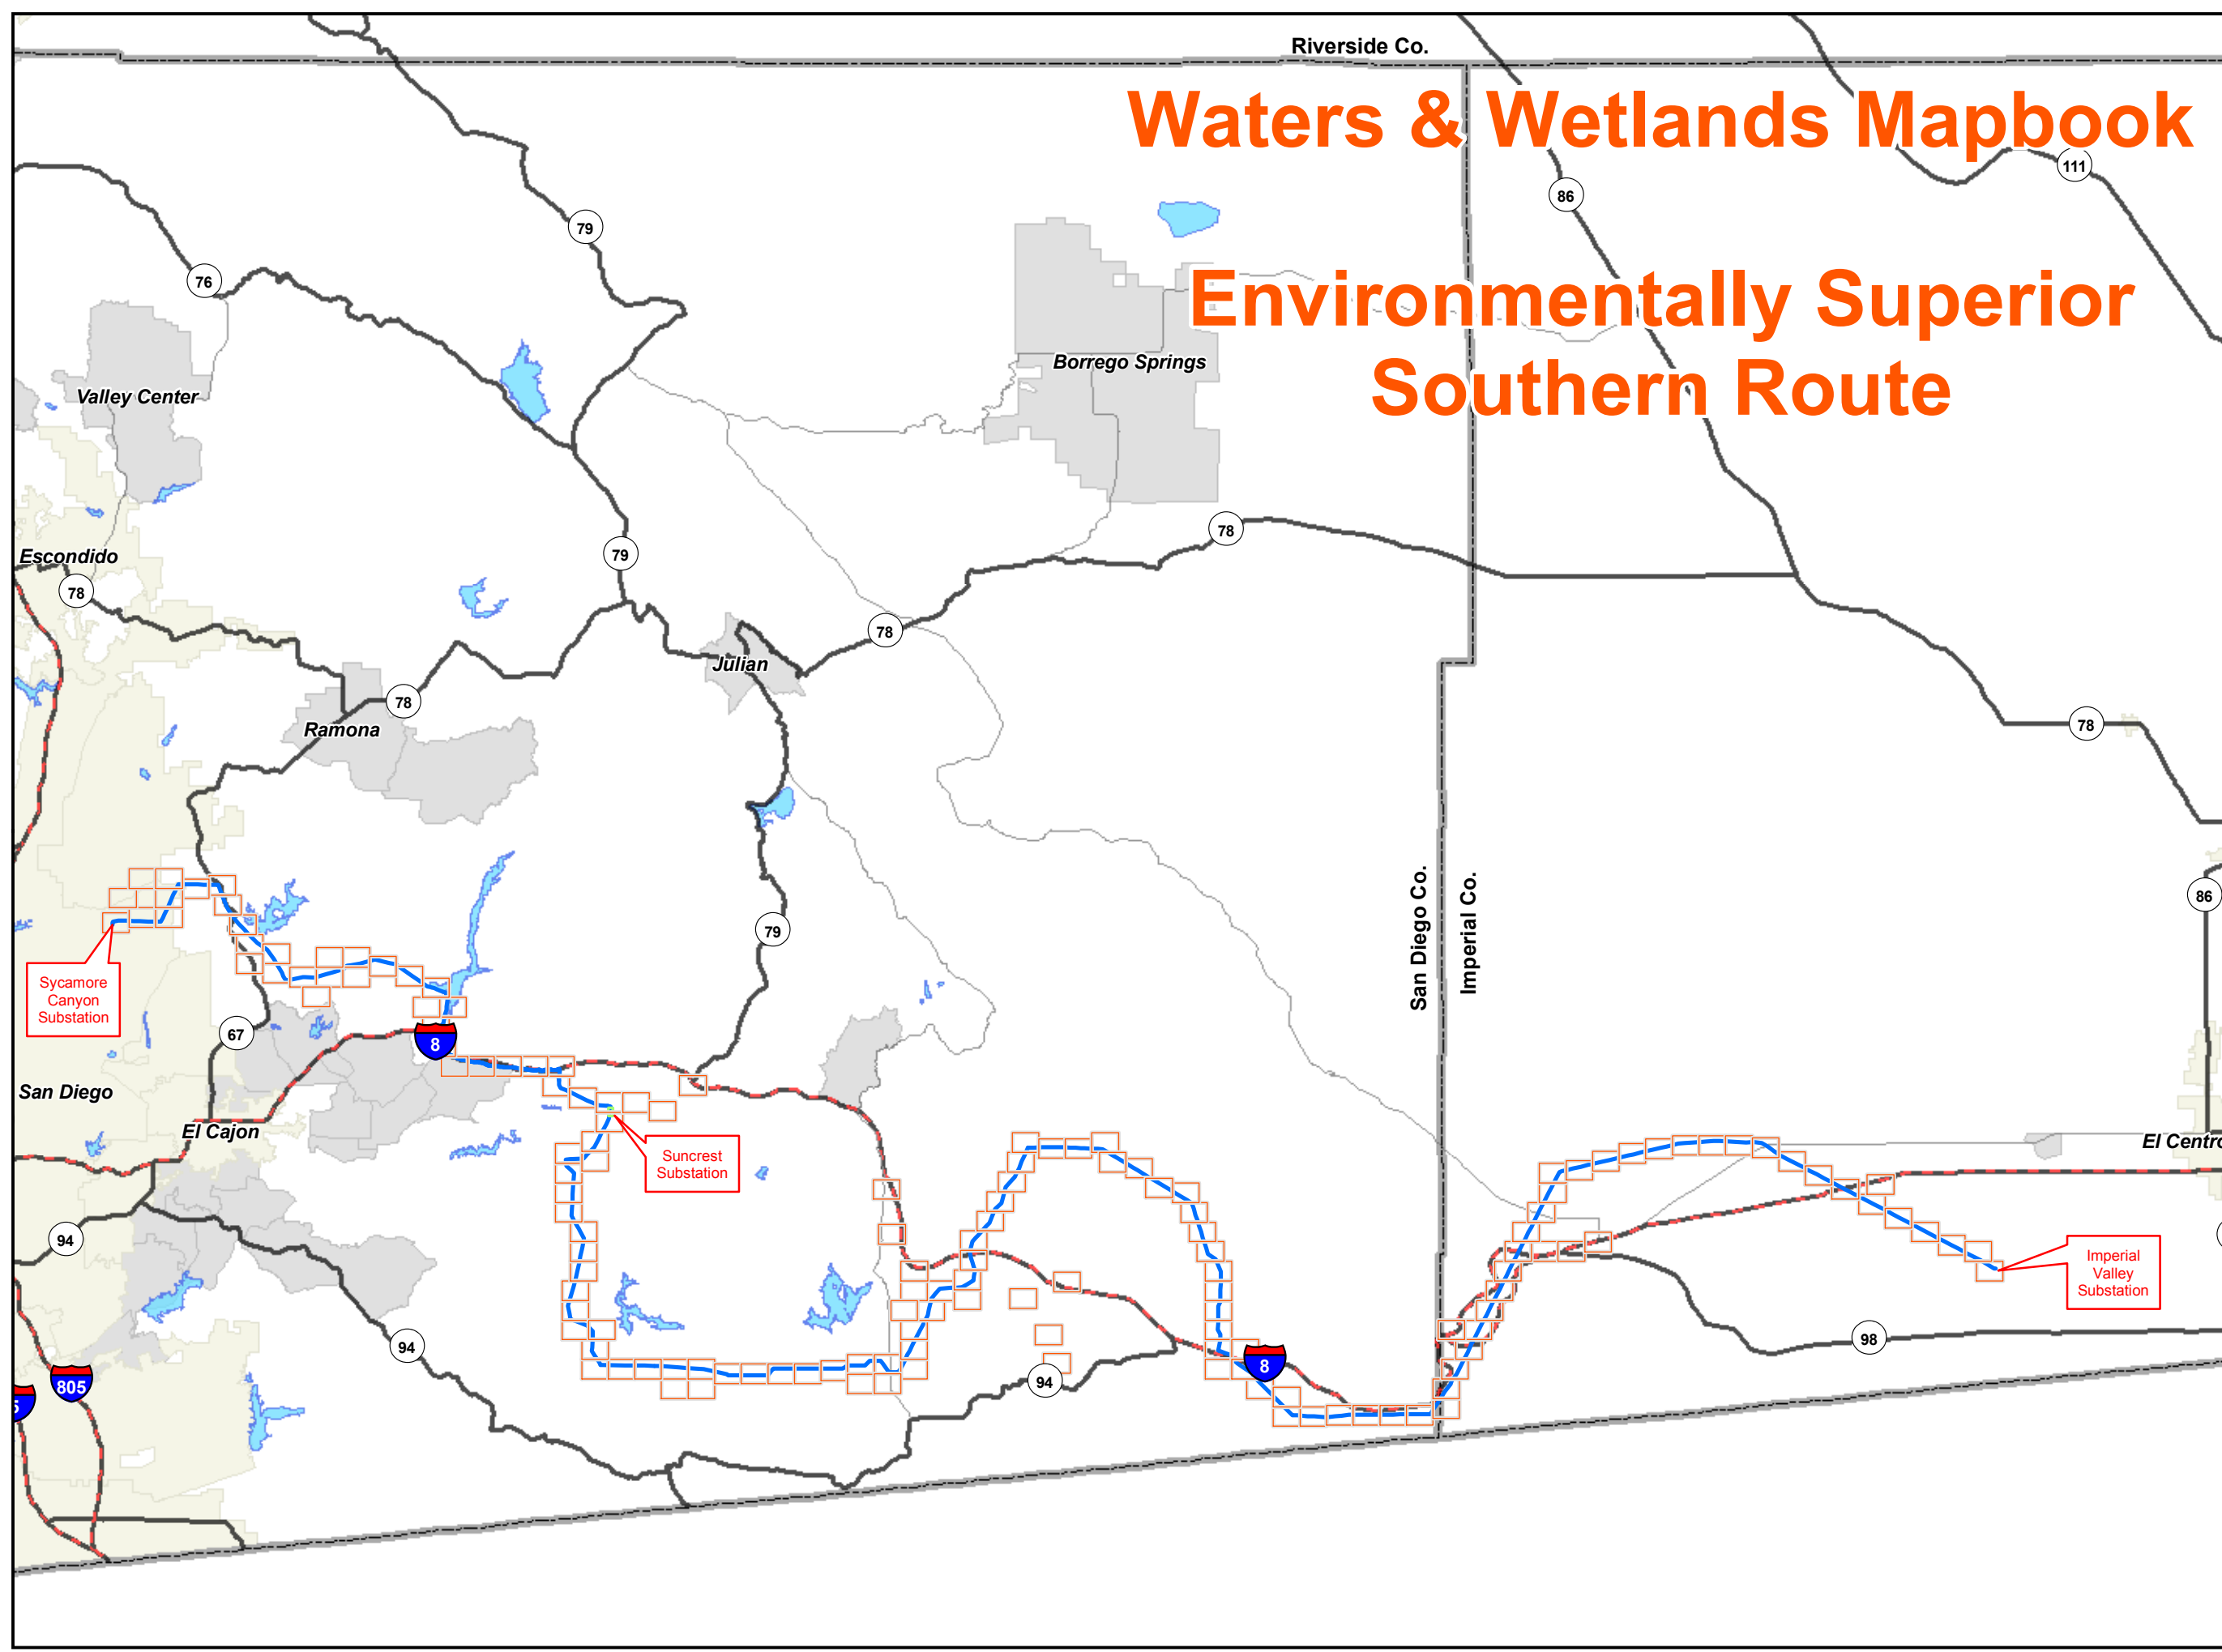 Riverside Co.
Waters & Wetlands Mapbook
111
86
79
76
Environmentally Superior
Southern Route
Borrego Springs
Valley Center
78
79
Escondido
78
78
Julian
78
Ramona
78
San Diego Co.
Imperial Co.
86
79
Sycamore
Canyon
Substation
67
8
San Diego
El Cajon
Suncrest
Substation
El Centro
94
Imperial
Valley
Substation
98
94
8
94
805
5